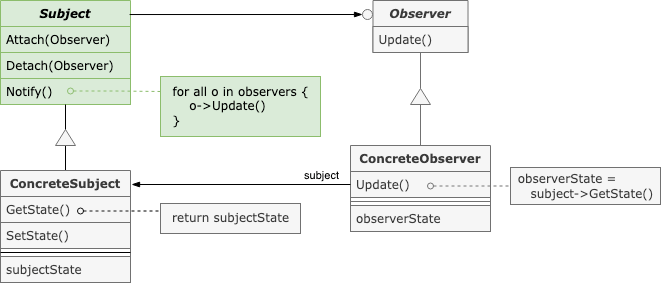 Subject
Attach(Observer)
Detach(Observer)
Notify()
for all o in observers {
o->Update()
}
Observer
Update()
ConcreteSubject
GetState()
SetState()
subjectState
return subjectState
subject
ConcreteObserver
Update()
observerState
observerState =
subject->GetState()